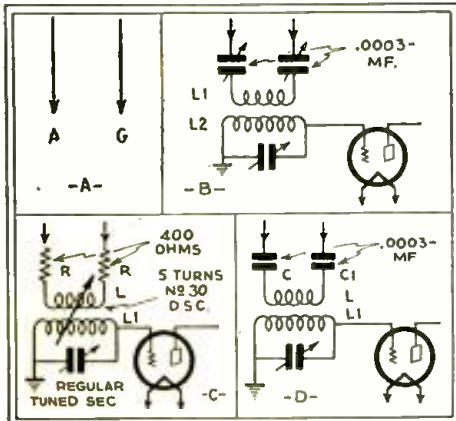 A G
-A-
.0003-
MF.
L1
L2
-B-
400
OHMS
R R
5 TURNS
Nº 30
D S C.
L
L1
REGULAR
TUNED SEC
-C-
.0003-
MF
C C1
L
L1
-D-